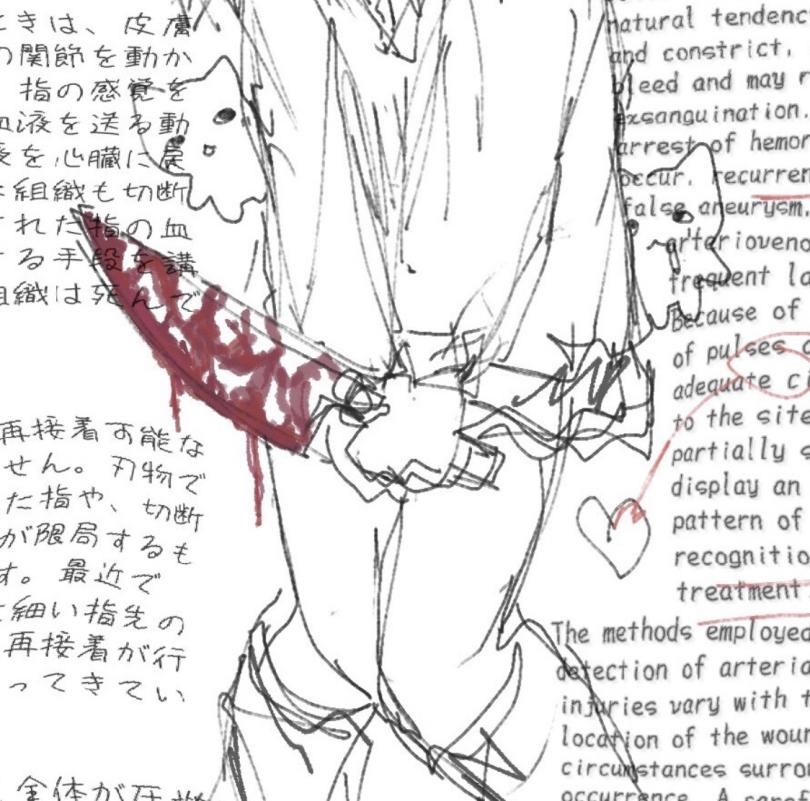 ときは、皮膚
の関節を動か
指の感覚を
血液を送る動
液を心臓に戻
組織も切断
された指の血
する手段を講
組織は死んで
再接着可能な
せん。刃物で
た指や、切断
が限局するも
す。最近で
細い指先の
再接着が行
ってきてい
全体が圧
natural tendency
and constrict,
bleed and may r
exsanguination.
arrest of hemor
occur, recurren
false aneurysm,
arterioveno
frequent la
Because of
of pulses
adequate ci
to the site
partially s
display an
pattern of
recognitio
treatment
The methods employed
detection of arteria
injuries vary with t
location of the woun
circumstances surrou
occurrence. A caref